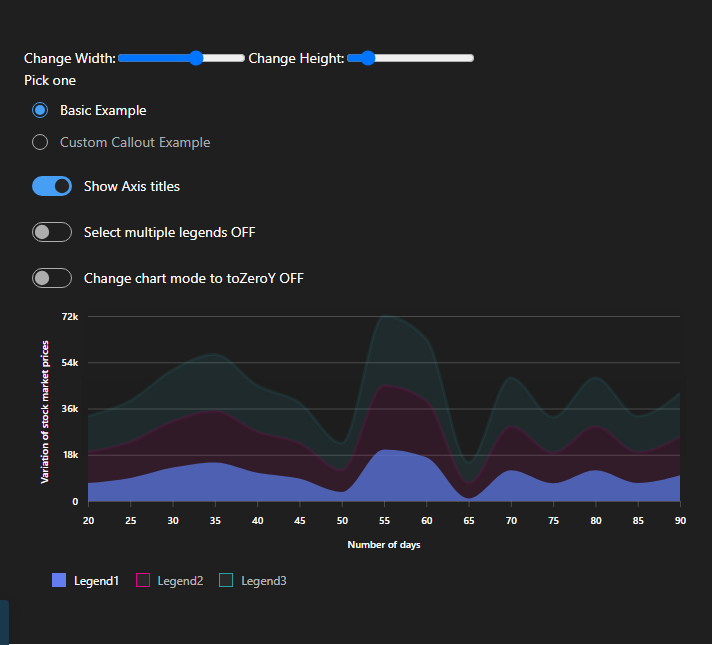 Change Width: Change Height:
Pick one
Basic Example
Custom Callout Example
Show Axis titles
Select multiple legends OFF
Change chart mode to toZeroY OFF
72k
54k
36k
18k
0
Variation of stock market prices
20 25 30 35 40 45 50 55 60 65 70 75 80 85 90
Number of days
Legend1 Legend2 Legend3